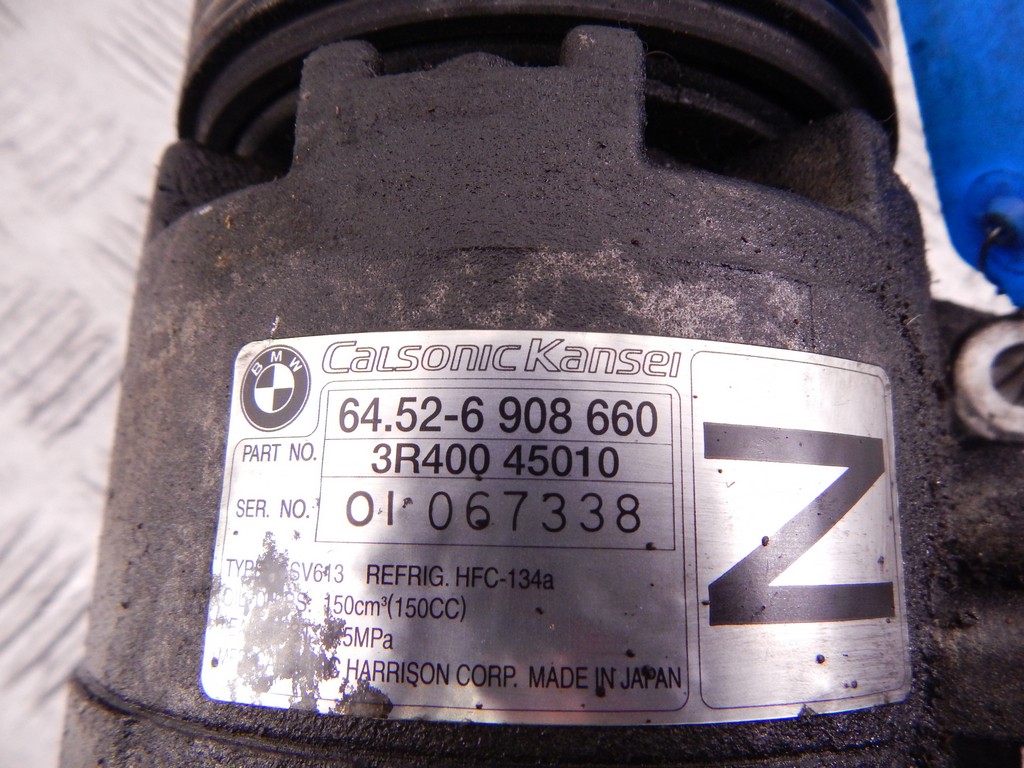 BMW
CALSONIC KANSEI
64.52-6 908 660
PART NO. 3R400 45010
SER. NO. 01 067338
SV613 REFRIG. HFC-134a
150cm³(150CC)
5MPa
HARRISON CORP. MADE IN JAPAN
Z